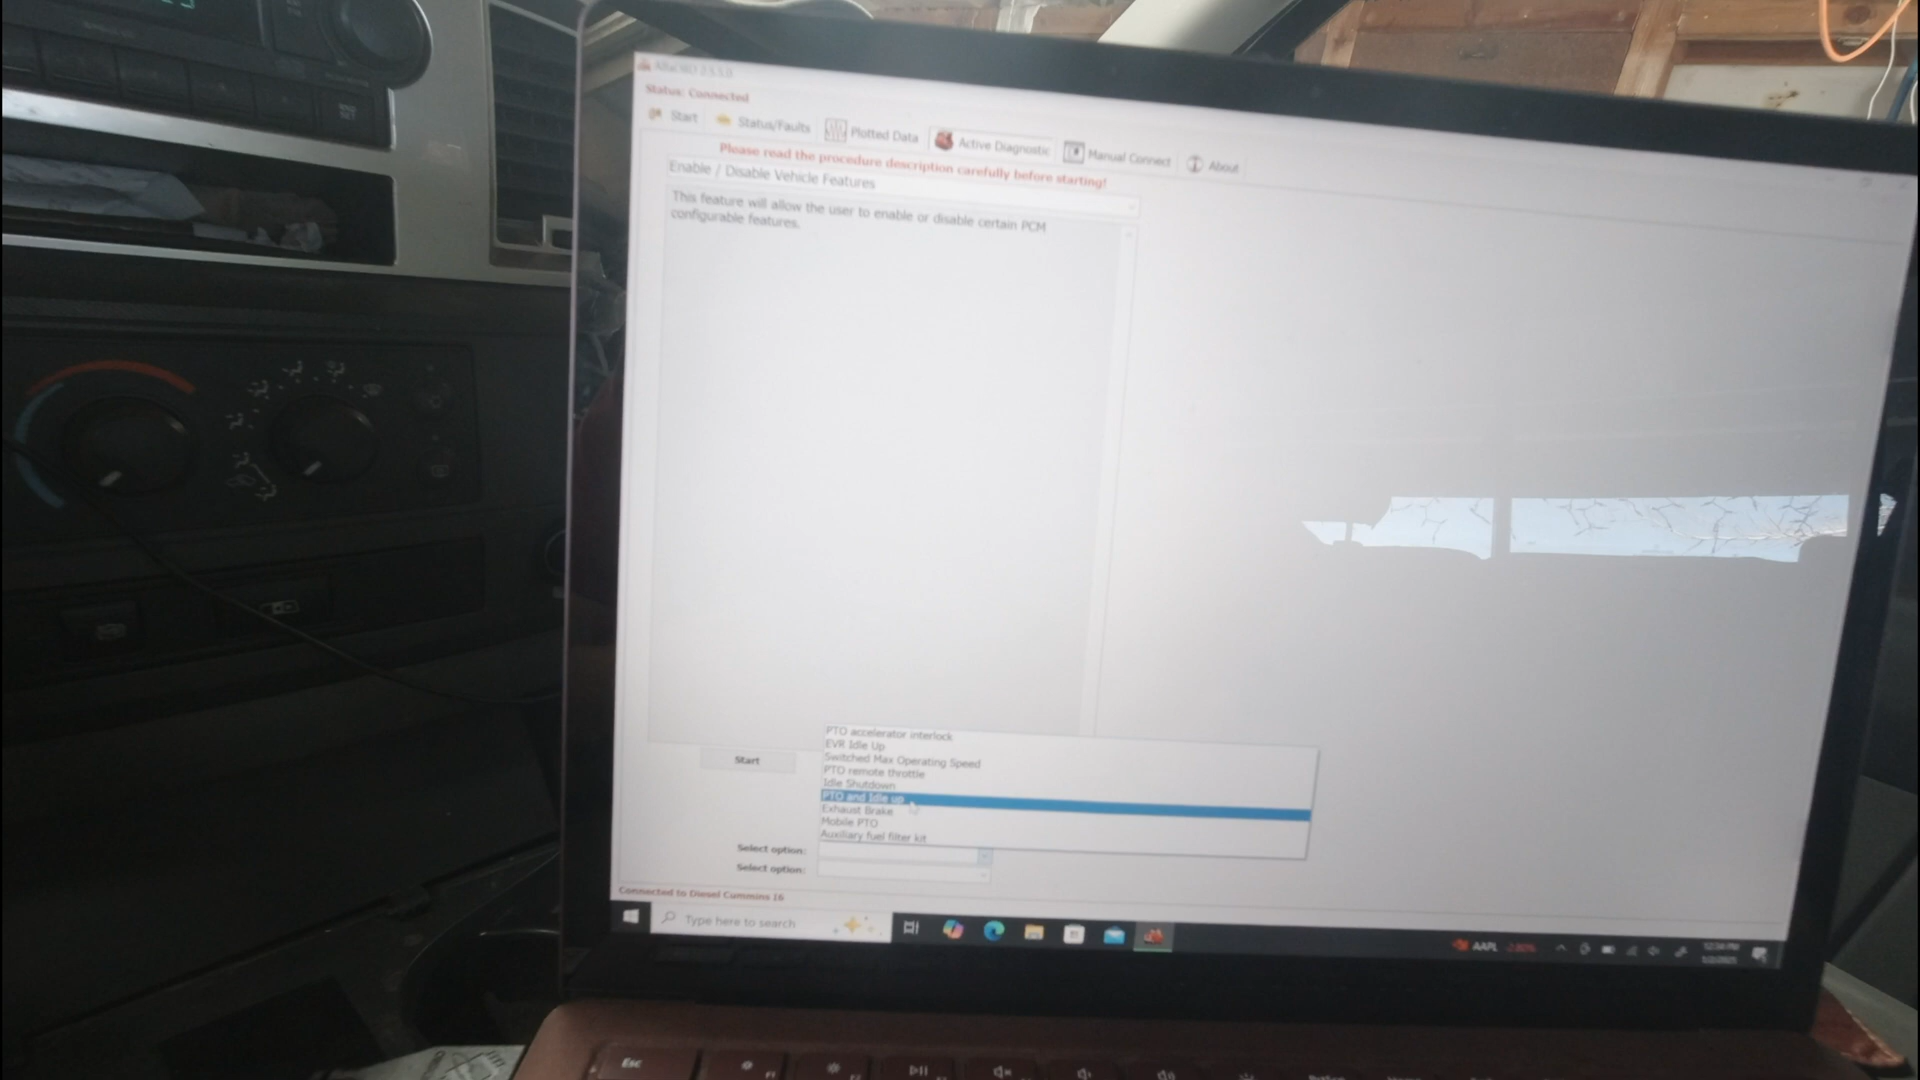 Status: Connected
Start Status/Faults Plotted Data Active Diagnostic Manual Connect About
Please read the procedure description carefully before starting!
Enable / Disable Vehicle Features
This feature will allow the user to enable or disable certain PCM
configurable features.
PTO accelerator interlock
EVR Idle Up
Switched Max Operating Speed
PTO remote throttle
Idle Shutdown
PTO and Idle up
Exhaust Brake
Mobile PTO
Auxiliary fuel filter kit
Start
Select option:
Select option:
Connected to Diesel Cummins 16
Type here to search
AAPL
Esc